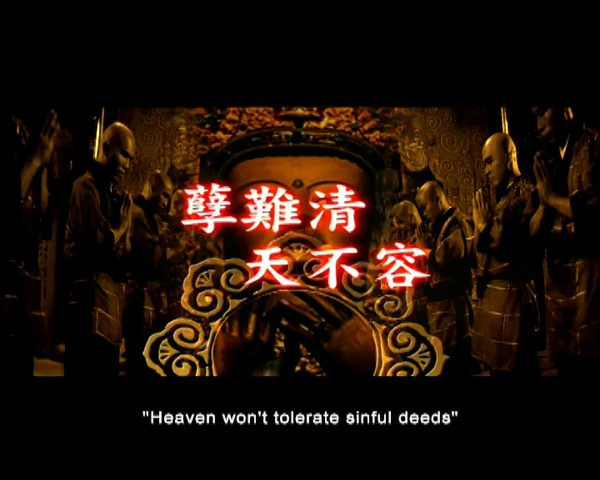 孽難清
天不容
"Heaven won't tolerate sinful deeds"